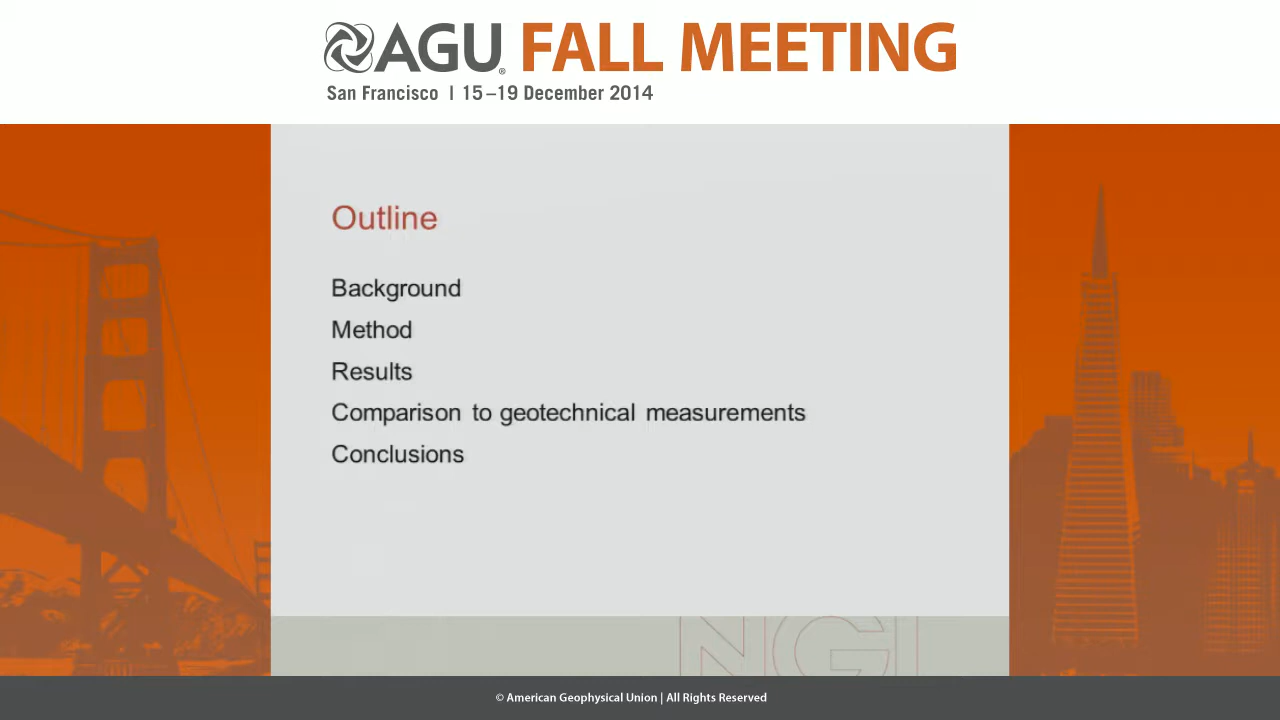 AGU® FALL MEETING
San Francisco | 15–19 December 2014
Outline
Background
Method
Results
Comparison to geotechnical measurements
Conclusions
NGI
© American Geophysical Union | All Rights Reserved